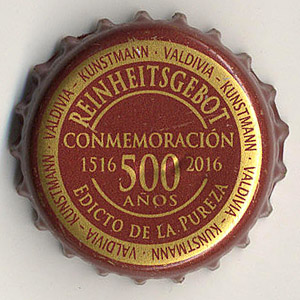 KUNSTMANN · VALDIVIA · KUNSTMANN · VALDIVIA · KUNSTMANN · VALDIVIA · KUNSTMANN · VALDIVIA
REINHEITSGEBOT
CONMEMORACIÓN
1516 500 2016
AÑOS
EDICTO DE LA PUREZA